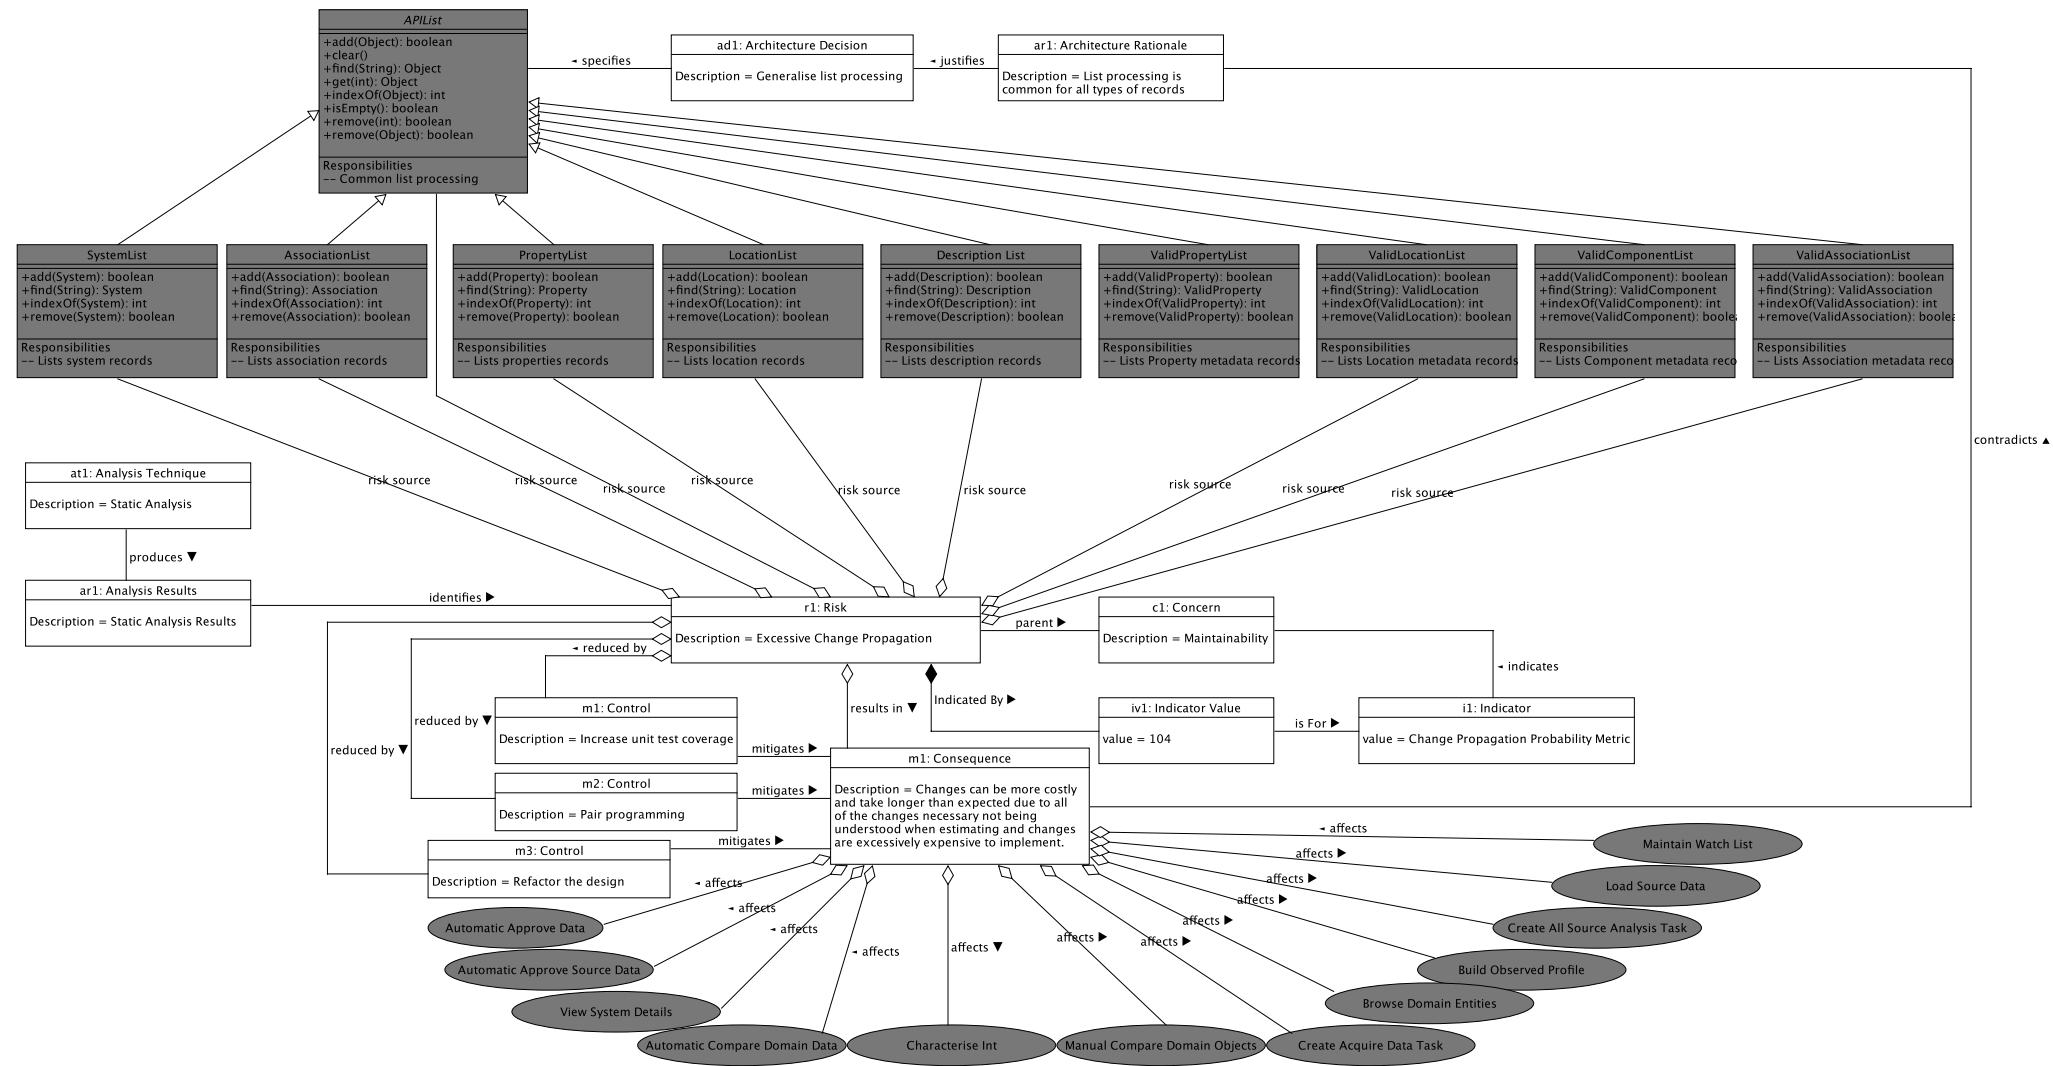 APIList
+add(Object): boolean
+clear()
+find(String): Object
+get(int): Object
+indexOf(Object): int
+isEmpty(): boolean
+remove(int): boolean
+remove(Object): boolean
Responsibilities
-- Common list processing
◄ specifies
ad1: Architecture Decision
Description = Generalise list processing
◄ justifies
ar1: Architecture Rationale
Description = List processing is
common for all types of records
SystemList
+add(System): boolean
+find(String): System
+indexOf(System): int
+remove(System): boolean
Responsibilities
-- Lists system records
AssociationList
+add(Association): boolean
+find(String): Association
+indexOf(Association): int
+remove(Association): boolean
Responsibilities
-- Lists association records
PropertyList
+add(Property): boolean
+find(String): Property
+indexOf(Property): int
+remove(Property): boolean
Responsibilities
-- Lists properties records
LocationList
+add(Location): boolean
+find(String): Location
+indexOf(Location): int
+remove(Location): boolean
Responsibilities
-- Lists location records
Description List
+add(Description): boolean
+find(String): Description
+indexOf(Description): int
+remove(Description): boolean
Responsibilities
-- Lists description records
ValidPropertyList
+add(ValidProperty): boolean
+find(String): ValidProperty
+indexOf(ValidProperty): int
+remove(ValidProperty): boolean
Responsibilities
-- Lists Property metadata records
ValidLocationList
+add(ValidLocation): boolean
+find(String): ValidLocation
+indexOf(ValidLocation): int
+remove(ValidLocation): boolean
Responsibilities
-- Lists Location metadata records
ValidComponentList
+add(ValidComponent): boolean
+find(String): ValidComponent
+indexOf(ValidComponent): int
+remove(ValidComponent): boole
Responsibilities
-- Lists Component metadata reco
ValidAssociationList
+add(ValidAssociation): boolean
+find(String): ValidAssociation
+indexOf(ValidAssociation): int
+remove(ValidAssociation): boole
Responsibilities
-- Lists Association metadata reco
contradicts ▲
risk source
risk source
risk source
risk source
risk source
risk source
risk source
risk source
risk source
at1: Analysis Technique
Description = Static Analysis
produces ▼
ar1: Analysis Results
Description = Static Analysis Results
identifies ►
r1: Risk
Description = Excessive Change Propagation
parent ►
c1: Concern
Description = Maintainability
◄ indicates
◄ reduced by
reduced by ▼
reduced by ▼
results in ▼
Indicated By ►
iv1: Indicator Value
value = 104
is For ►
i1: Indicator
value = Change Propagation Probability Metric
m1: Control
Description = Increase unit test coverage
mitigates ►
m2: Control
Description = Pair programming
mitigates ►
m3: Control
Description = Refactor the design
mitigates ►
m1: Consequence
Description = Changes can be more costly
and take longer than expected due to all
of the changes necessary not being
understood when estimating and changes
are excessively expensive to implement.
◄ affects
◄ affects
◄ affects
◄ affects
affects ▼
affects ►
affects ►
affects ►
affects ►
affects ►
affects ►
◄ affects
Maintain Watch List
Load Source Data
Create All Source Analysis Task
Build Observed Profile
Browse Domain Entities
Automatic Approve Data
Automatic Approve Source Data
View System Details
Automatic Compare Domain Data
Characterise Int
Manual Compare Domain Objects
Create Acquire Data Task